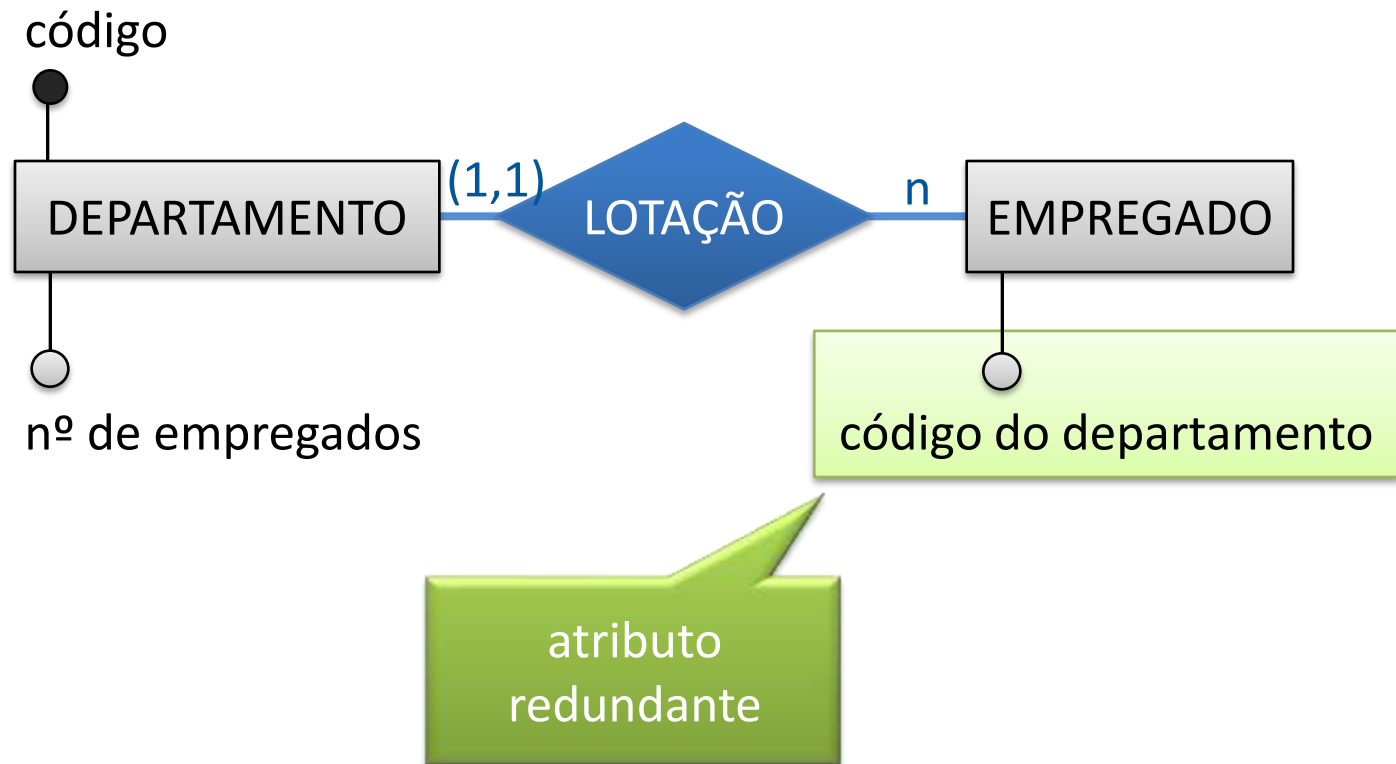 código
DEPARTAMENTO
(1,1)
LOTAÇÃO
n
EMPREGADO
nº de empregados
código do departamento
atributo
redundante